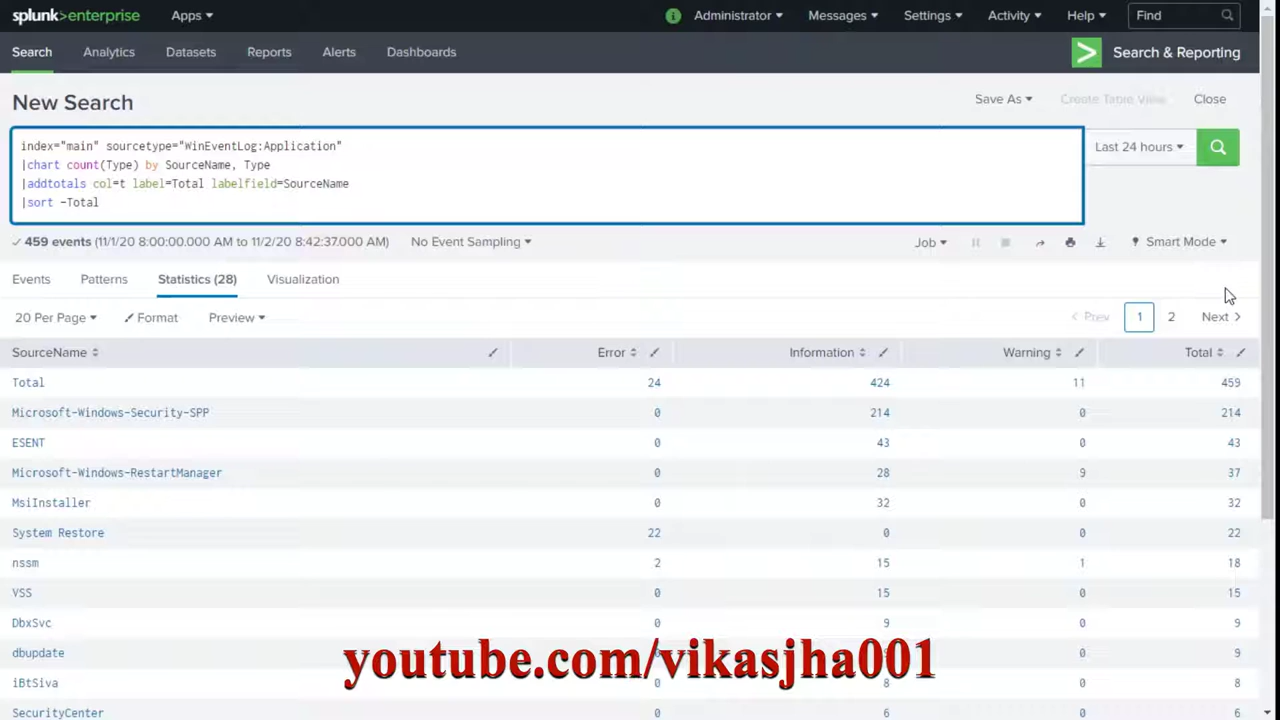 splunk>enterprise Apps Administrator Messages Settings Activity Help Find
Search Analytics Datasets Reports Alerts Dashboards Search & Reporting
New Search Save As Create Table View Close
index="main" sourcetype="WinEventLog:Application"
|chart count(Type) by SourceName, Type
|addtotals col=t label=Total labelfield=SourceName
|sort -Total
Last 24 hours
459 events (11/1/20 8:00:00.000 AM to 11/2/20 8:42:37.000 AM) No Event Sampling Job Smart Mode
Events Patterns Statistics (28) Visualization
20 Per Page Format Preview < Prev 1 2 Next >
SourceName Error Information Warning Total
Total 24 424 11 459
Microsoft-Windows-Security-SPP 0 214 0 214
ESENT 0 43 0 43
Microsoft-Windows-RestartManager 0 28 9 37
MsiInstaller 0 32 0 32
System Restore 22 0 0 22
nssm 2 15 1 18
VSS 0 15 0 15
DbxSvc 0 9 0 9
dbupdate 0 0 9
iBtSiva 0 8 0 8
SecurityCenter 0 6 0 6
youtube.com/vikasjha001